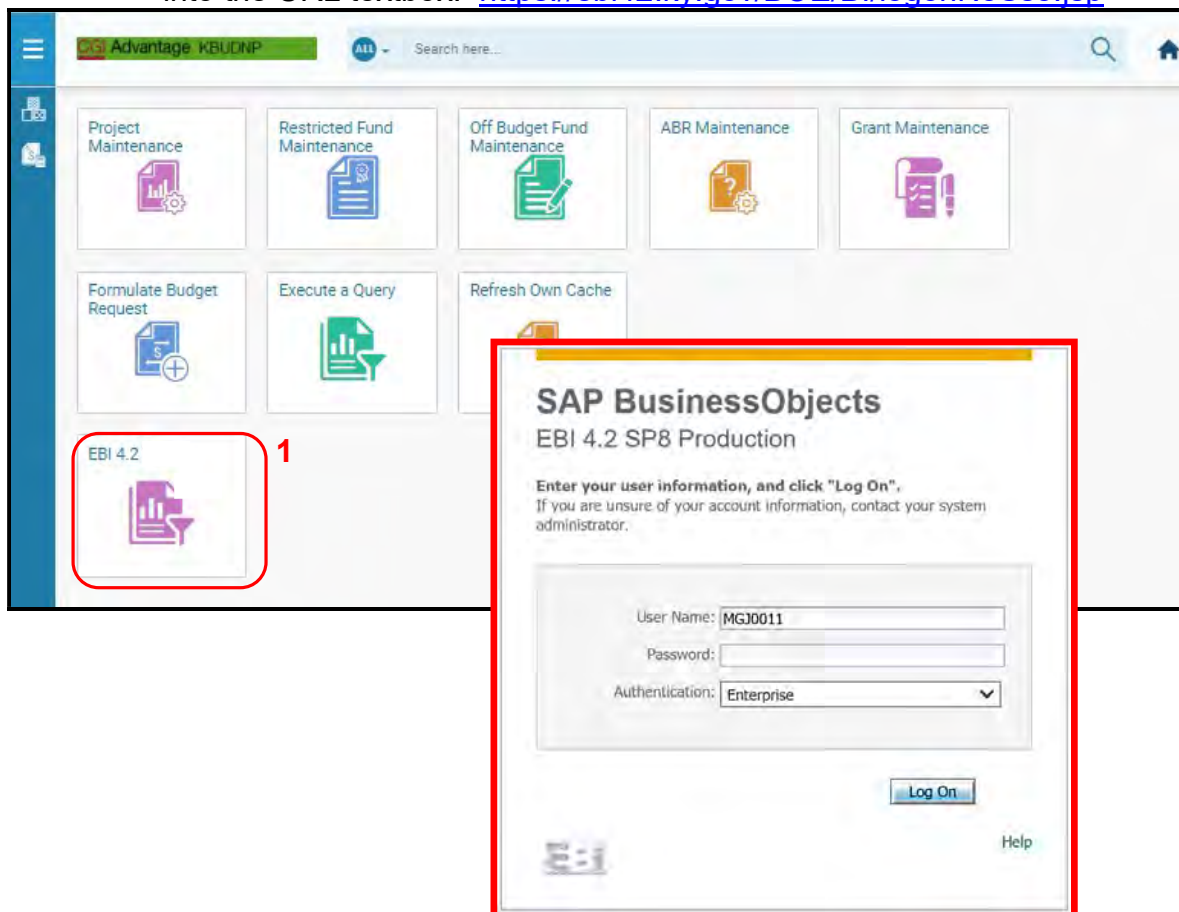 CGI Advantage KBUDNP
ALL
Search here...
Project Maintenance
Restricted Fund Maintenance
Off Budget Fund Maintenance
ABR Maintenance
Grant Maintenance
Formulate Budget Request
Execute a Query
Refresh Own Cache
EBI 4.2
1
SAP BusinessObjects
EBI 4.2 SP8 Production
Enter your user information, and click "Log On".
If you are unsure of your account information, contact your system
administrator.
User Name: MGJ0011
Password:
Authentication: Enterprise
Log On
Help
EBI